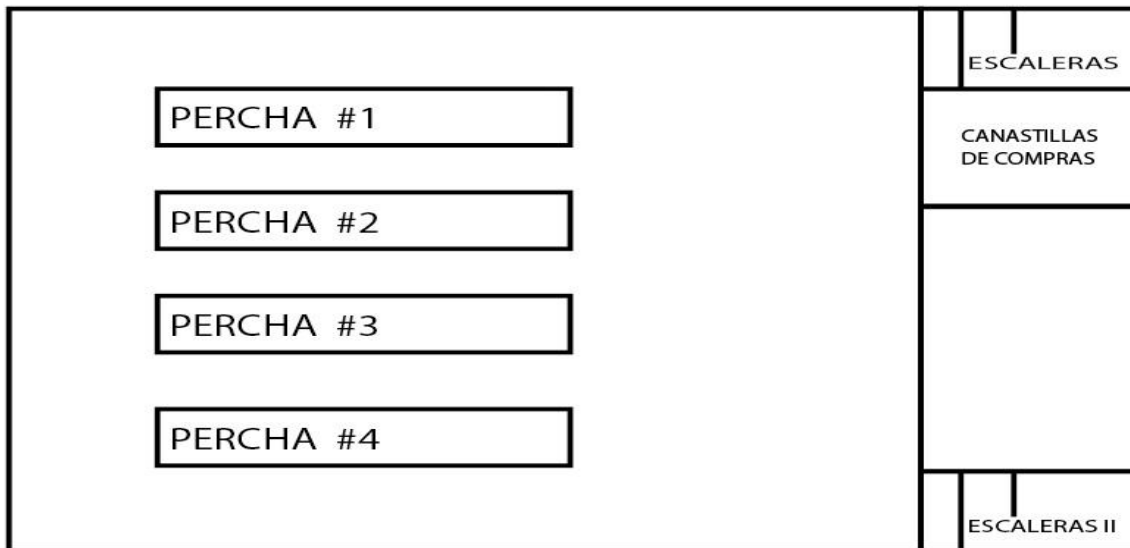 ESCALERAS
PERCHA #1
CANASTILLAS
DE COMPRAS
PERCHA #2
PERCHA #3
PERCHA #4
ESCALERAS II